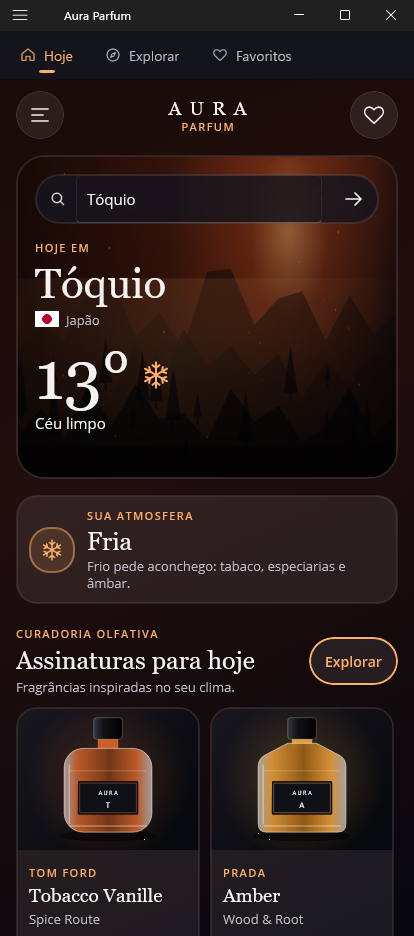 Aura Parfum
Hoje
Explorar
Favoritos
AURA
PARFUM
Tóquio
HOJE EM
Tóquio
Japão
13°
Céu limpo
SUA ATMOSFERA
Fria
Frio pede aconchego: tabaco, especiarias e
âmbar.
CURADORIA OLFATIVA
Assinaturas para hoje
Fragrâncias inspiradas no seu clima.
Explorar
AURA
T
AURA
A
TOM FORD
Tobacco Vanille
Spice Route
PRADA
Amber
Wood & Root